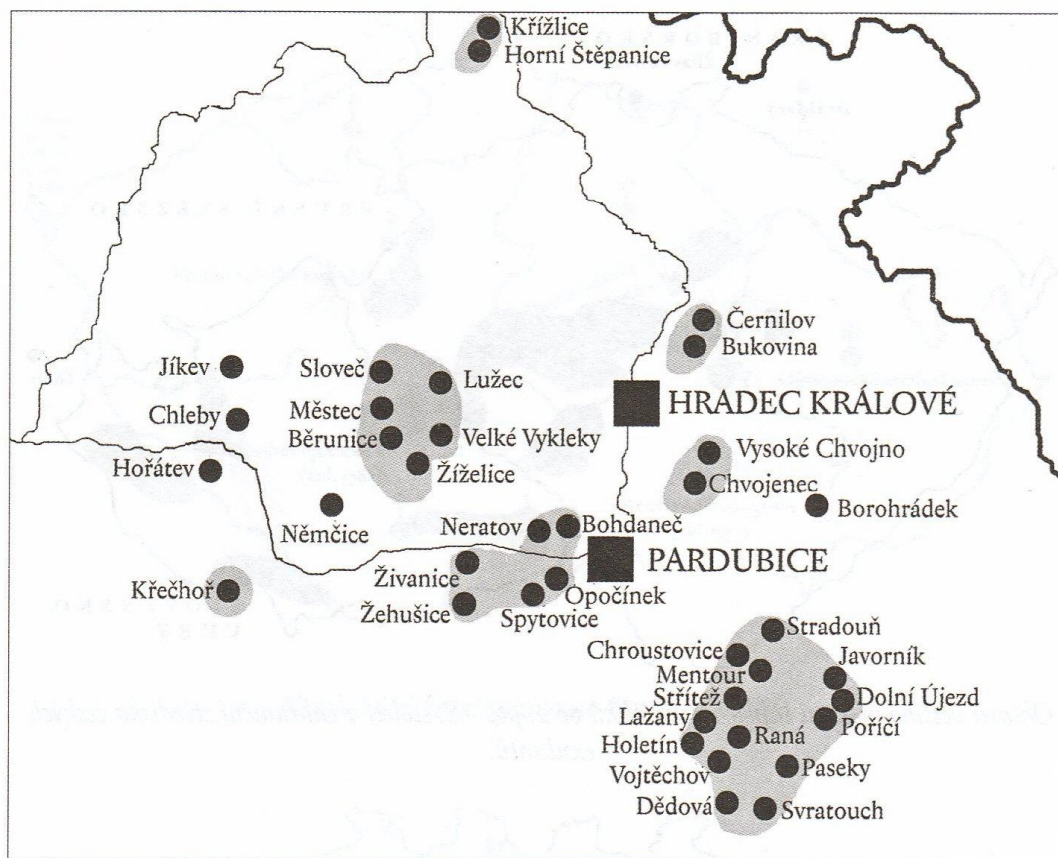 Křížlice
Horní Štěpanice
Černilov
Bukovina
Jíkev
Sloveč
Lužec
HRADEC KRÁLOVÉ
Chleby
Městec
Běrunice
Velké Vykleky
Hořátev
Žíželice
Vysoké Chvojno
Chvojenec
Borohrádek
Němčice
Neratov
Bohdaneč
PARDUBICE
Křečhoř
Živanice
Opočínek
Žehušice
Spytovice
Stradouň
Chroustovice
Javorník
Mentour
Střítež
Dolní Újezd
Lažany
Poříčí
Holetín
Raná
Vojtěchov
Paseky
Dědová
Svratouch